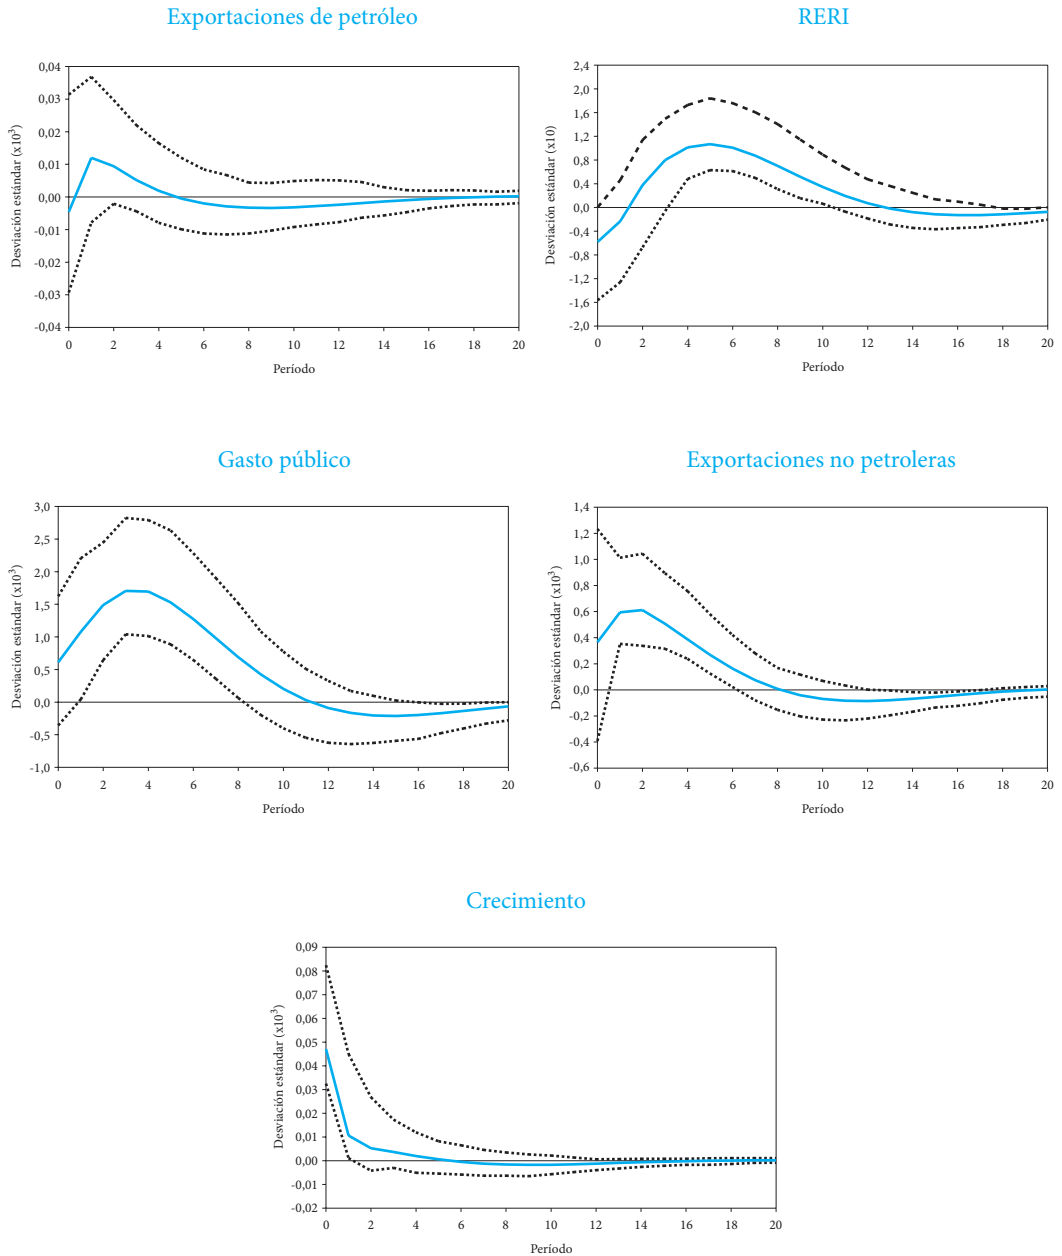 Exportaciones de petróleo
Desviación estándar (x10³)
0,04
0,03
0,02
0,01
0,00
-0,01
-0,02
-0,03
-0,04
0 2 4 6 8 10 12 14 16 18 20
Período
RERI
Desviación estándar (x10)
2,4
2,0
1,6
1,2
0,8
0,4
0,0
-0,4
-0,8
-1,2
-1,6
-2,0
0 2 4 6 8 10 12 14 16 18 20
Período
Gasto público
Desviación estándar (x10³)
3,0
2,5
2,0
1,5
1,0
0,5
0,0
-0,5
-1,0
0 2 4 6 8 10 12 14 16 18 20
Período
Exportaciones no petroleras
Desviación estándar (x10³)
1,4
1,2
1,0
0,8
0,6
0,4
0,2
0,0
-0,2
-0,4
-0,6
0 2 4 6 8 10 12 14 16 18 20
Período
Crecimiento
Desviación estándar (x10³)
0,09
0,08
0,07
0,06
0,05
0,04
0,03
0,02
0,01
0,00
-0,01
-0,02
0 2 4 6 8 10 12 14 16 18 20
Período